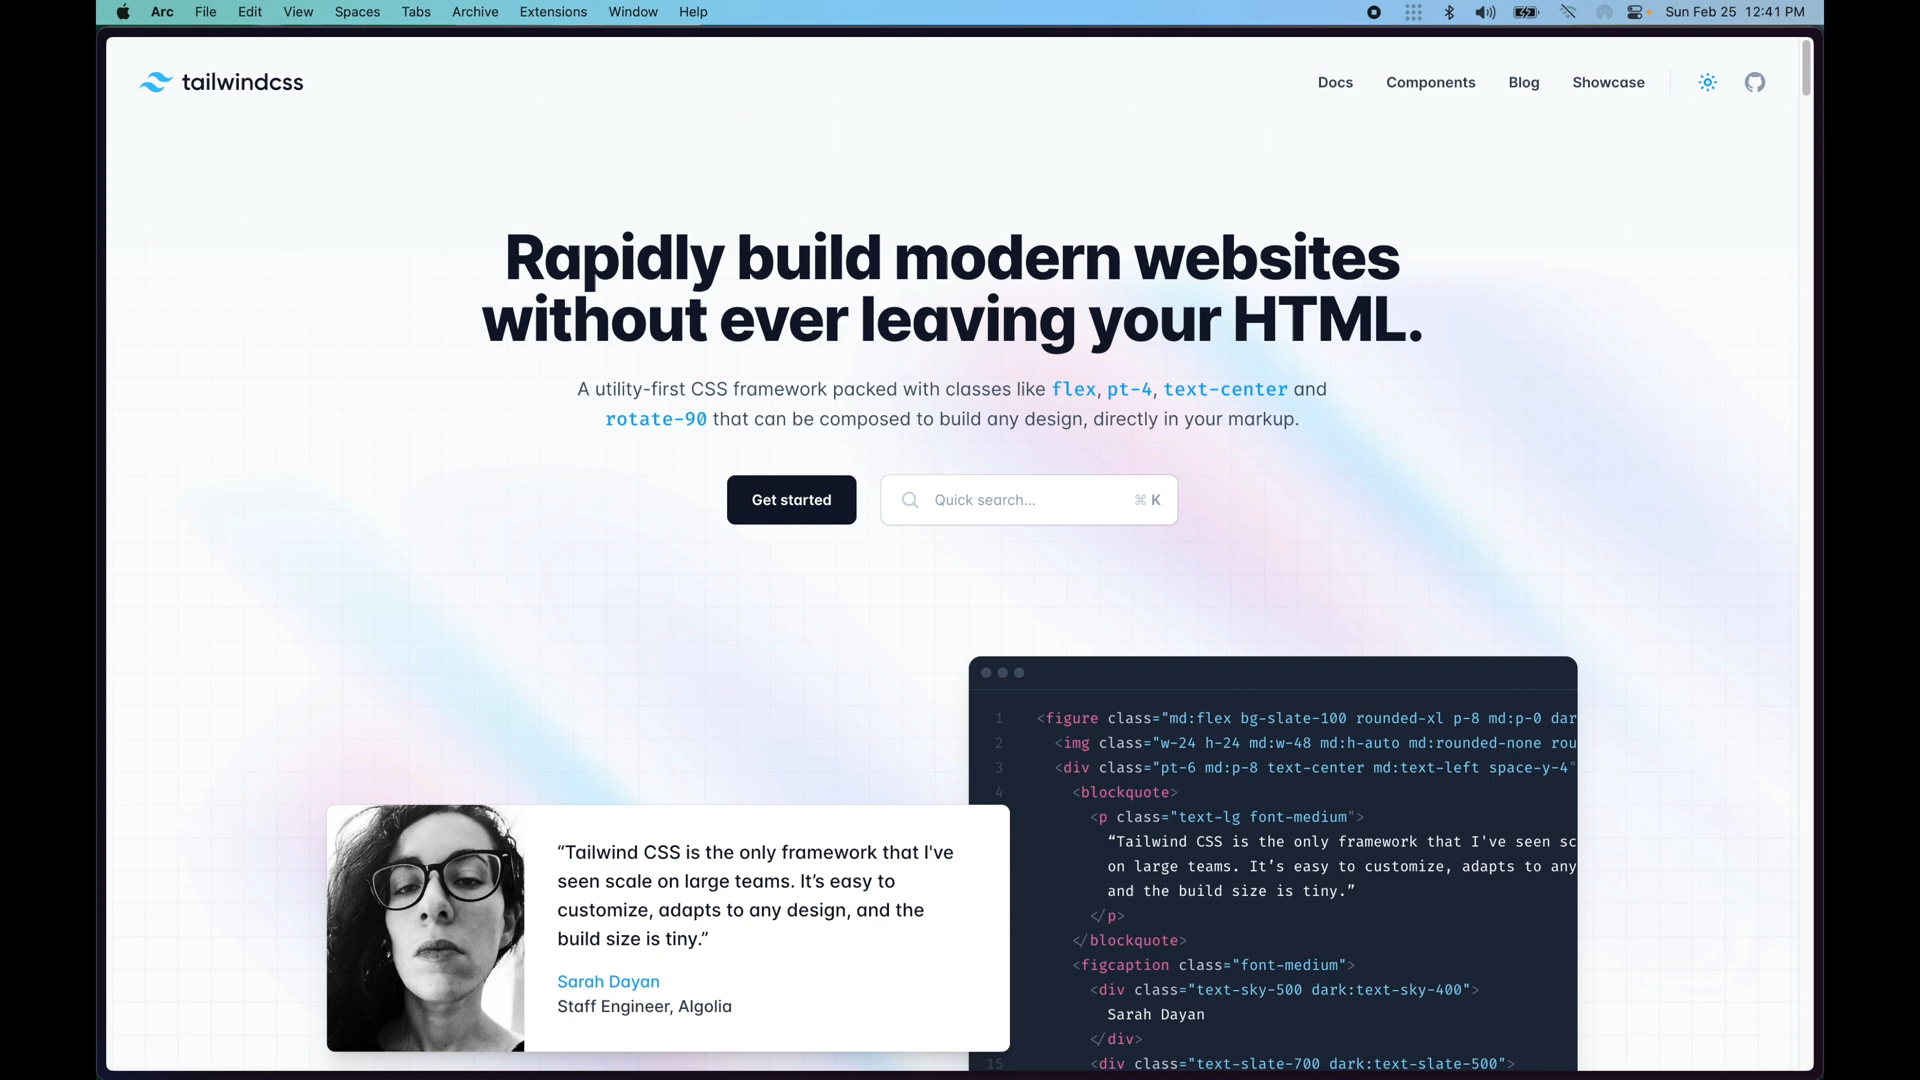 Arc File Edit View Spaces Tabs Archive Extensions Window Help Sun Feb 25 12:41 PM
tailwindcss
Docs Components Blog Showcase
Rapidly build modern websites
without ever leaving your HTML.
A utility-first CSS framework packed with classes like flex, pt-4, text-center and
rotate-90 that can be composed to build any design, directly in your markup.
Get started
Quick search... ⌘ K
“Tailwind CSS is the only framework that I've
seen scale on large teams. It’s easy to
customize, adapts to any design, and the
build size is tiny.”
Sarah Dayan
Staff Engineer, Algolia
1 <figure class="md:flex bg-slate-100 rounded-xl p-8 md:p-0 dar
2 <img class="w-24 h-24 md:w-48 md:h-auto md:rounded-none rou
3 <div class="pt-6 md:p-8 text-center md:text-left space-y-4"
4 <blockquote>
<p class="text-lg font-medium">
“Tailwind CSS is the only framework that I've seen sc
on large teams. It’s easy to customize, adapts to any
and the build size is tiny.”
</p>
</blockquote>
<figcaption class="font-medium">
<div class="text-sky-500 dark:text-sky-400">
Sarah Dayan
</div>
15 <div class="text-slate-700 dark:text-slate-500">